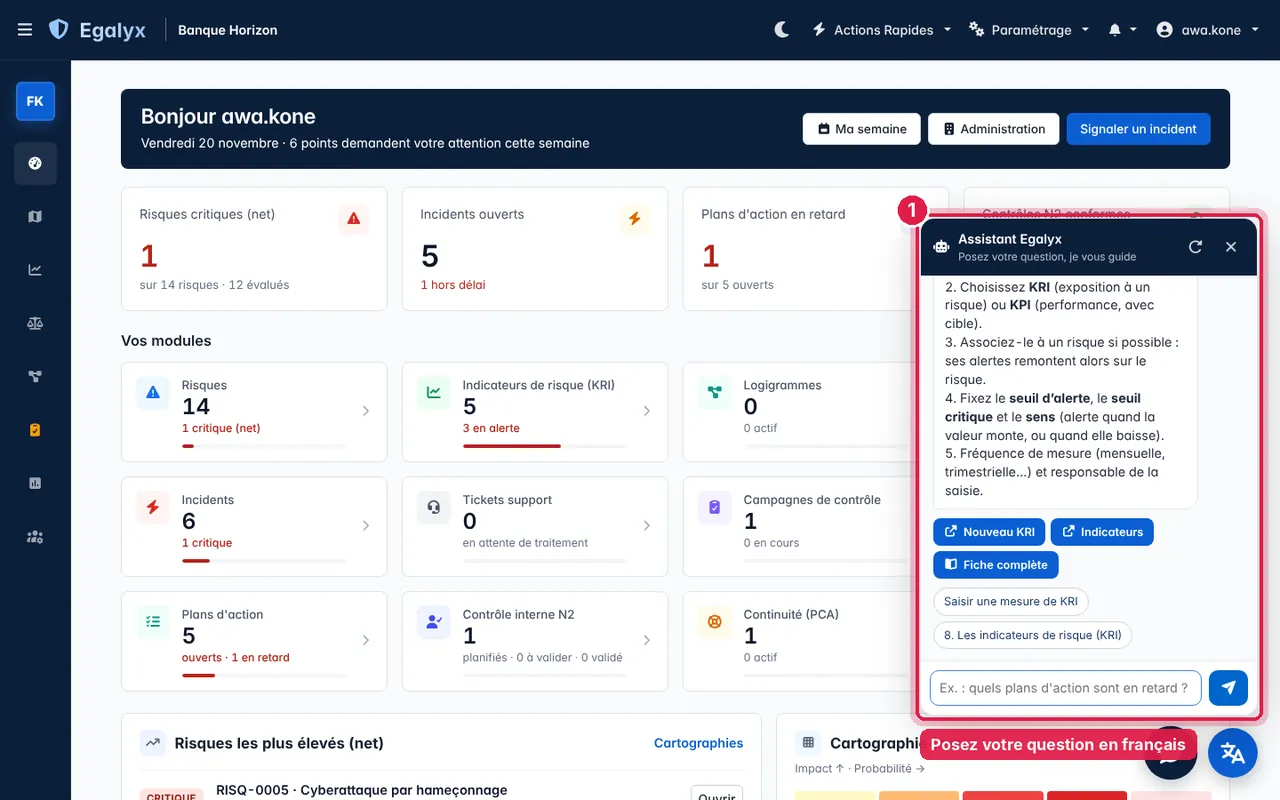 Egalyx
Banque Horizon
Actions Rapides
Paramétrage
awa.kone
FK
Bonjour awa.kone
Vendredi 20 novembre · 6 points demandent votre attention cette semaine
Ma semaine
Administration
Signaler un incident
Risques critiques (net)
1
sur 14 risques · 12 évalués
Incidents ouverts
5
1 hors délai
Plans d'action en retard
1
sur 5 ouverts
Contrôles N2 conformes
Vos modules
Risques
14
1 critique (net)
Indicateurs de risque (KRI)
5
3 en alerte
Logigrammes
0
0 actif
Incidents
6
1 critique
Tickets support
0
en attente de traitement
Campagnes de contrôle
1
0 en cours
Plans d'action
5
ouverts · 1 en retard
Contrôle interne N2
1
planifiés · 0 à valider · 0 validé
Continuité (PCA)
1
0 actif
Risques les plus élevés (net)
Cartographies
CRITIQUE
RISQ-0005 · Cyberattaque par hameçonnage
Ouvrir
Impact ↑ · Probabilité →
1
Assistant Egalyx
Posez votre question, je vous guide
2. Choisissez KRI (exposition à un
risque) ou KPI (performance, avec
cible).
3. Associez-le à un risque si possible :
ses alertes remontent alors sur le
risque.
4. Fixez le seuil d’alerte, le seuil
critique et le sens (alerte quand la
valeur monte, ou quand elle baisse).
5. Fréquence de mesure (mensuelle,
trimestrielle…) et responsable de la
saisie.
Nouveau KRI
Indicateurs
Fiche complète
Saisir une mesure de KRI
8. Les indicateurs de risque (KRI)
Ex. : quels plans d'action sont en retard ?
Posez votre question en français